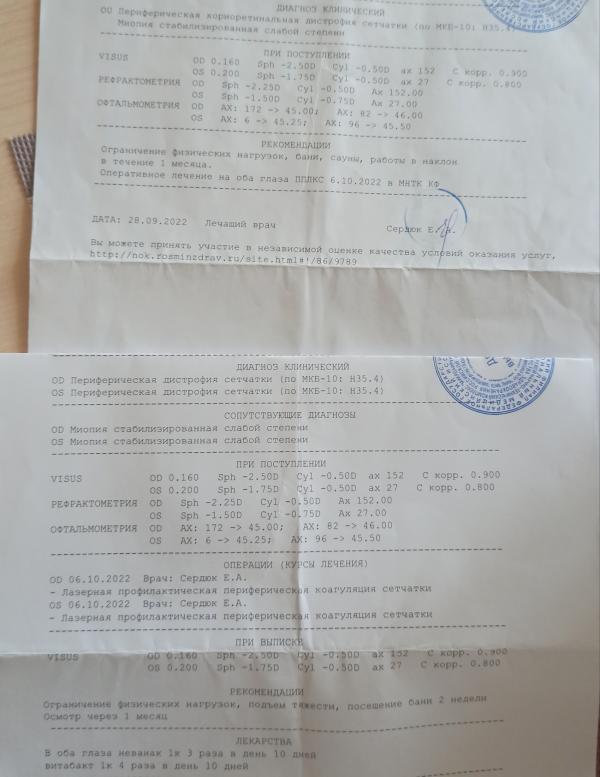 ДИАГНОЗ КЛИНИЧЕСКИЙ
OU Периферическая хориоретинальная дистрофия сетчатки (по МКБ-10: H35.4)
Миопия стабилизированная слабой степени
ПРИ ПОСТУПЛЕНИИ
VISUS OD 0.160 Sph -2.50D Cyl -0.50D ax 152 С корр. 0.900
OS 0.200 Sph -1.75D Cyl -0.50D ax 27 С корр. 0.800
РЕФРАКТОМЕТРИЯ OD Sph -2.25D Cyl -0.50D Ax 152.00
OS Sph -1.50D Cyl -0.75D Ax 27.00
ОФТАЛЬМОМЕТРИЯ OD AX: 172 -> 45.00; AX: 82 -> 46.00
OS AX: 6 -> 45.25; AX: 96 -> 45.50
РЕКОМЕНДАЦИИ
Ограничение физических нагрузок, бани, сауны, работы в наклон
в течение 1 месяца.
Оперативное лечение на оба глаза ППЛКС 6.10.2022 в МНТК КФ
ДАТА: 28.09.2022 Лечащий врач Сердюк Е.А.
Вы можете принять участие в независимой оценке качества условий оказания услуг,
http://nok.rosminzdrav.ru/site.html#!/86/9789
ДИАГНОЗ КЛИНИЧЕСКИЙ
OD Периферическая дистрофия сетчатки (по МКБ-10: H35.4)
OS Периферическая дистрофия сетчатки (по МКБ-10: H35.4)
СОПУТСТВУЮЩИЕ ДИАГНОЗЫ
OD Миопия стабилизированная слабой степени
OS Миопия стабилизированная слабой степени
ПРИ ПОСТУПЛЕНИИ
VISUS OD 0.160 Sph -2.50D Cyl -0.50D ax 152 С корр. 0.900
OS 0.200 Sph -1.75D Cyl -0.50D ax 27 С корр. 0.800
РЕФРАКТОМЕТРИЯ OD Sph -2.25D Cyl -0.50D Ax 152.00
OS Sph -1.50D Cyl -0.75D Ax 27.00
ОФТАЛЬМОМЕТРИЯ OD AX: 172 -> 45.00; AX: 82 -> 46.00
OS AX: 6 -> 45.25; AX: 96 -> 45.50
ОПЕРАЦИИ (КУРСЫ ЛЕЧЕНИЯ)
OD 06.10.2022 Врач: Сердюк Е.А.
- Лазерная профилактическая периферическая коагуляция сетчатки
OS 06.10.2022 Врач: Сердюк Е.А.
- Лазерная профилактическая периферическая коагуляция сетчатки
ПРИ ВЫПИСКЕ
VISUS OD 0.160 Sph -2.50D Cyl -0.50D ax 152 С корр. 0.900
OS 0.200 Sph -1.75D Cyl -0.50D ax 27 С корр. 0.800
РЕКОМЕНДАЦИИ
Ограничение физических нагрузок, подъем тяжести, посещение бани 2 недели
Осмотр через 1 месяц
ЛЕКАРСТВА
В оба глаза неванак 1к 3 раза в день 10 дней
витабакт 1к 4 раза в день 10 дней